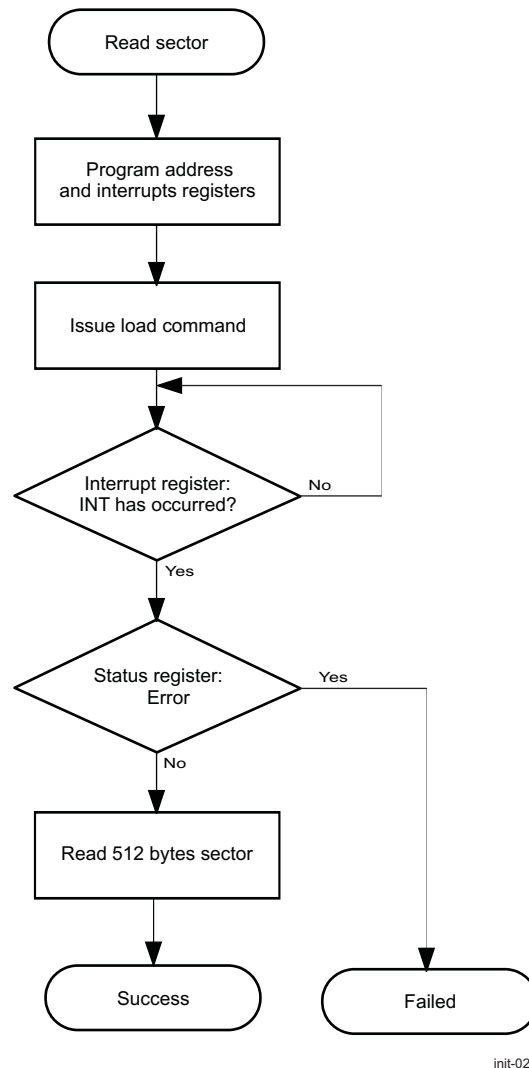 Read sector
Program address
and interrupts registers
Issue load command
Interrupt register:
INT has occurred?
No
Yes
Status register:
Error
Yes
No
Read 512 bytes sector
Success
Failed
init-02